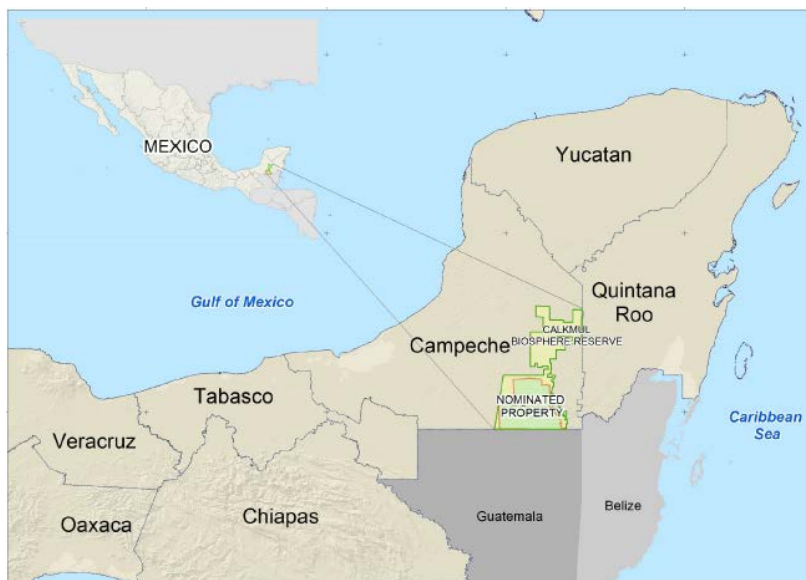 MEXICO
Yucatan
Gulf of Mexico
Quintana
Roo
CALKMUL
BIOSPHERE RESERVE
Campeche
Tabasco
NOMINATED
PROPERTY
Caribbean
Sea
Veracruz
Guatemala
Belize
Oaxaca
Chiapas